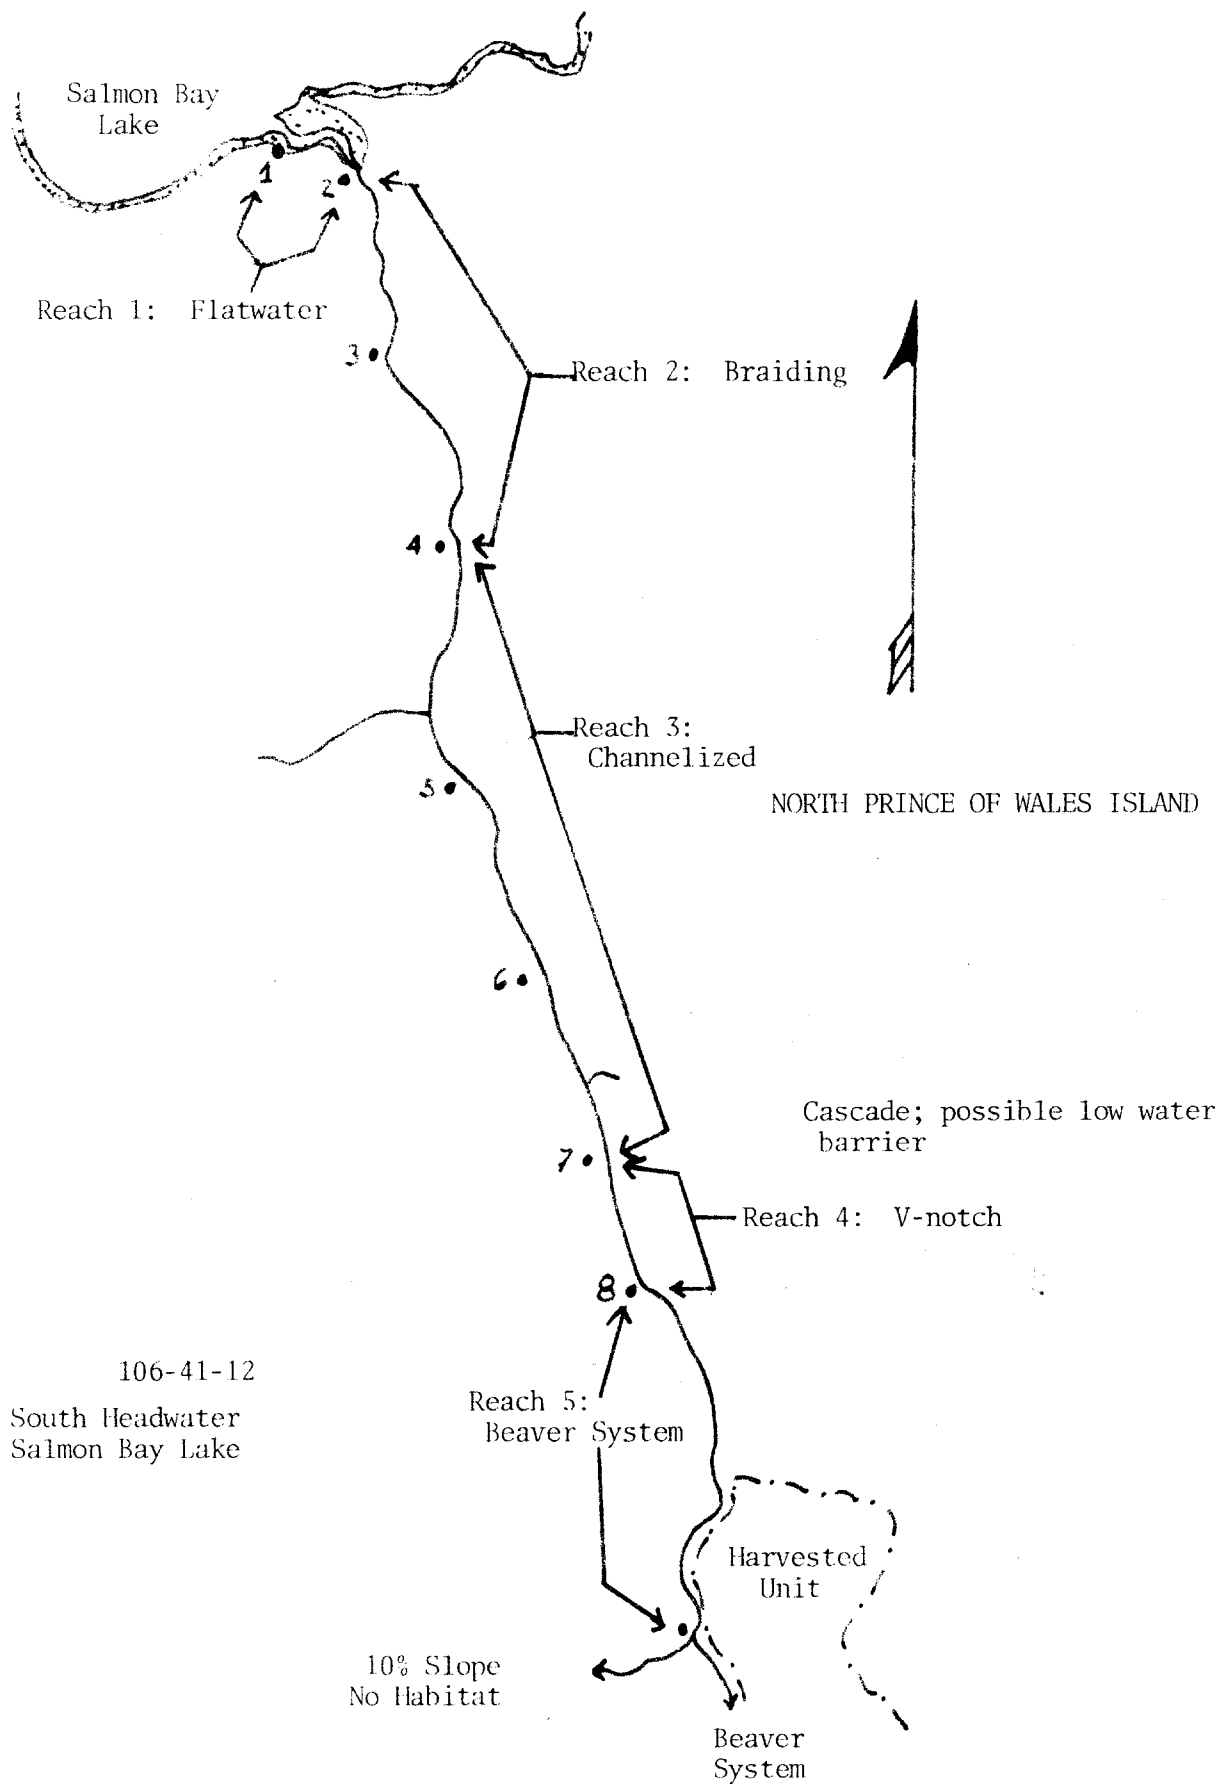 Salmon Bay
Lake
1
2
Reach 1: Flatwater
3
Reach 2: Braiding
4
Reach 3:
Channelized
5
NORTH PRINCE OF WALES ISLAND
6
Cascade; possible low water
barrier
7
Reach 4: V-notch
8
106-41-12
South Headwater
Salmon Bay Lake
Reach 5:
Beaver System
Harvested
Unit
10% Slope
No Habitat
Beaver
System